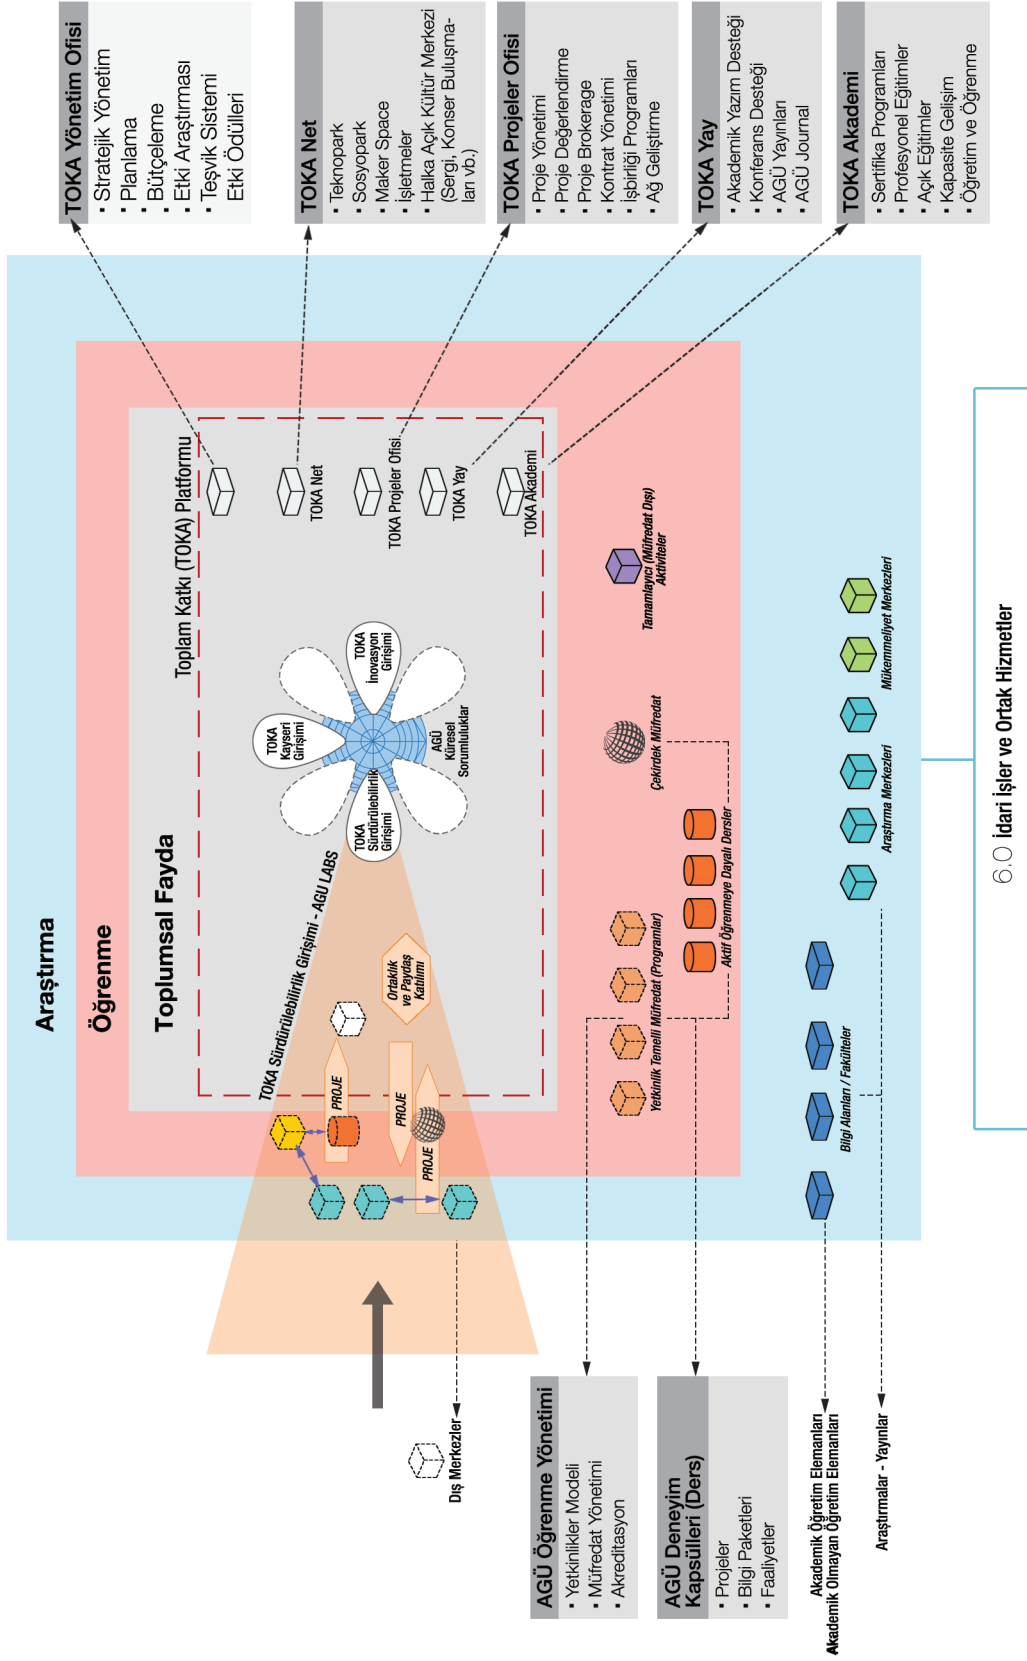 Araştırma
Öğrenme
Toplumsal Fayda
Toplam Katkı (TOKA) Platformu
TOKA Sürdürülebilirlik Girişimi - AGU LABS
TOKA
Kayseri
Girişimi
TOKA
Sürdürülebilirlik
Girişimi
TOKA
İnovasyon
Girişimi
AGÜ
Küresel
Sorumluluklar
TOKA Net
TOKA Projeler Ofisi
TOKA Yay
TOKA Akademi
PROJE
PROJE
PROJE
Ortaklık
ve Paydaş
Katılımı
Yetkinlik Temelli Müfredat (Programlar)
Çekirdek Müfredat
Tamamlayıcı (Müfredat Dışı)
Aktiviteler
Aktif Öğrenmeye Dayalı Dersler
Bilgi Alanları / Fakülteler
Araştırma Merkezleri
Mükemmeliyet Merkezleri
TOKA Yönetim Ofisi
▪ Stratejik Yönetim
▪ Planlama
▪ Bütçeleme
▪ Etki Araştırması
▪ Teşvik Sistemi
Etki Ödülleri
TOKA Net
▪ Teknopark
▪ Sosyopark
▪ Maker Space
▪ İşletmeler
▪ Halka Açık Kültür Merkezi
(Sergi, Konser Buluşma-
ları vb.)
TOKA Projeler Ofisi
▪ Proje Yönetimi
▪ Proje Değerlendirme
▪ Proje Brokerage
▪ Kontrat Yönetimi
▪ İşbirliği Programları
▪ Ağ Geliştirme
TOKA Yay
▪ Akademik Yazım Desteği
▪ Konferans Desteği
▪ AGÜ Yayınları
▪ AGÜ Journal
TOKA Akademi
▪ Sertifika Programları
▪ Profesyonel Eğitimler
▪ Açık Eğitimler
▪ Kapasite Gelişim
▪ Öğretim ve Öğrenme
Dış Merkezler
AGÜ Öğrenme Yönetimi
▪ Yetkinlikler Modeli
▪ Müfredat Yönetimi
▪ Akreditasyon
AGÜ Deneyim
Kapsülleri (Ders)
▪ Projeler
▪ Bilgi Paketleri
▪ Faaliyetler
Akademik Öğretim Elemanları
Akademik Olmayan Öğretim Elemanları
Araştırmalar - Yayınlar
6.0 İdari İşler ve Ortak Hizmetler